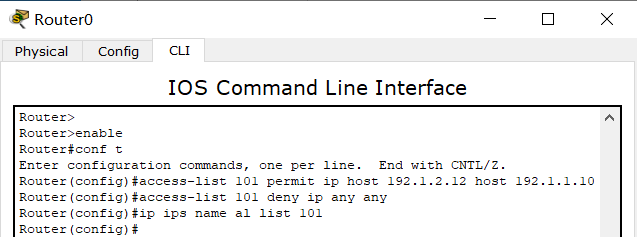 Router0
Physical Config CLI
IOS Command Line Interface
Router>
Router>enable
Router#conf t
Enter configuration commands, one per line.  End with CNTL/Z.
Router(config)#access-list 101 permit ip host 192.1.2.12 host 192.1.1.10
Router(config)#access-list 101 deny ip any any
Router(config)#ip ips name al list 101
Router(config)#